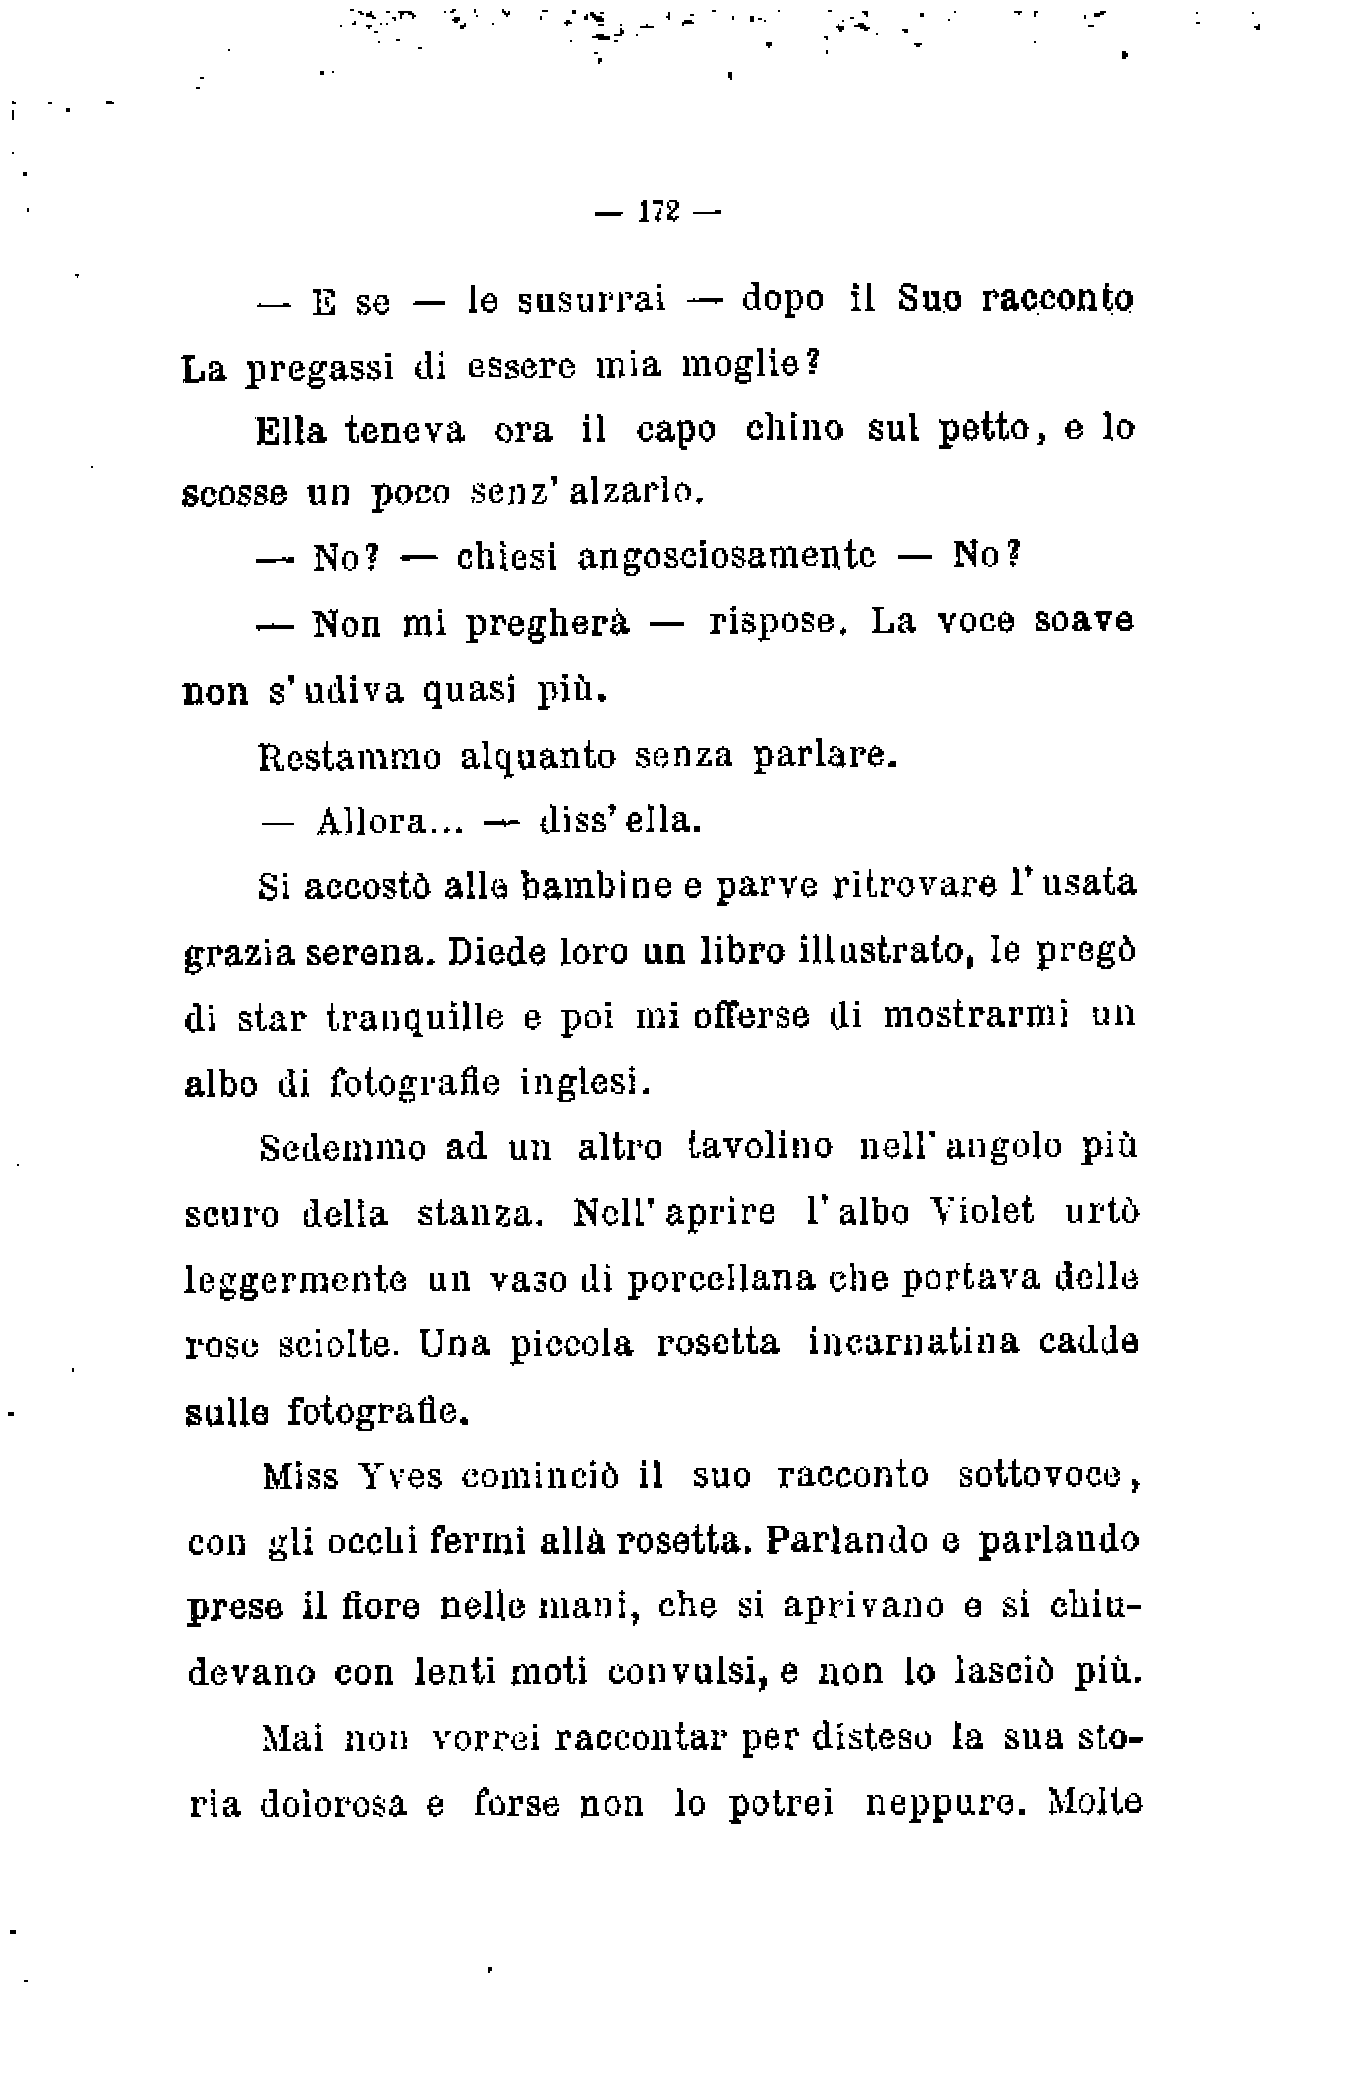 — 172 —
— E se — le susurrai — dopo il Suo racconto
La pregassi di essere mia moglie?
Ella teneva ora il capo chino sul petto, e lo
scosse un poco senz' alzarlo.
— No? — chiesi angosciosamente — No?
— Non mi pregherà — rispose. La voce soave
non s' udiva quasi più.
Restammo alquanto senza parlare.
— Allora... — diss' ella.
Si accostò alle bambine e parve ritrovare l' usata
grazia serena. Diede loro un libro illustrato, le pregò
di star tranquille e poi mi offerse di mostrarmi un
albo di fotografie inglesi.
Sedemmo ad un altro tavolino nell' angolo più
scuro della stanza. Nell' aprire l' albo Violet urtò
leggermente un vaso di porcellana che portava delle
rose sciolte. Una piccola rosetta incarnatina cadde
sulle fotografie.
Miss Yves cominciò il suo racconto sottovoce,
con gli occhi fermi allà rosetta. Parlando e parlando
prese il fiore nelle mani, che si aprivano e si chiu-
devano con lenti moti convulsi, e non lo lasciò più.
Mai non vorrei raccontar per disteso la sua sto-
ria dolorosa e forse non lo potrei neppure. Molte